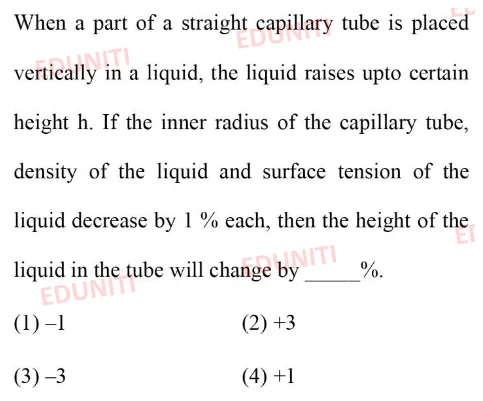 When a part of a straight capillary tube is placed
vertically in a liquid, the liquid raises upto certain
height h. If the inner radius of the capillary tube,
density of the liquid and surface tension of the
liquid decrease by 1 % each, then the height of the
liquid in the tube will change by _____%.
(1) –1 (2) +3
(3) –3 (4) +1
EDUNITI
EDUNITI
EDUNITI
EDUNITI